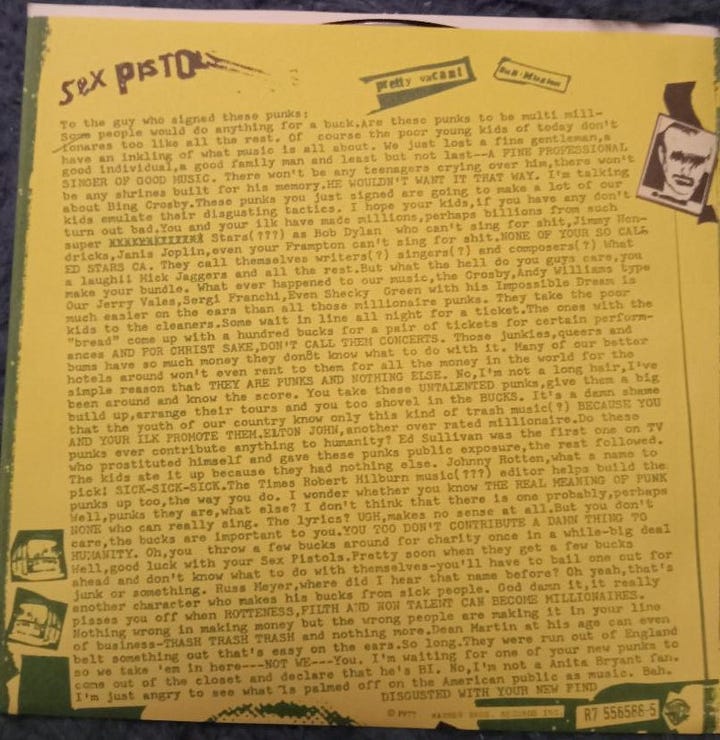 SEX PISTOLS
pretty vacant
Sub-Mission
To the guy who signed these punks;
Some people would do anything for a buck.Are these punks to be multi mill-
ionares too like all the rest. Of course the poor young kids of today don't
have an inkling of what music is all about. We just lost a fine gentleman,a
good individual,a good family man and least but not last--A FINE PROFESSIONAL
SINGER OF GOOD MUSIC. There won't be any teenagers crying over him,there won't
be any shrines built for his memory.HE WOULDN'T WANT IT THAT WAY. I'm talking
about Bing Crosby.These punks you just signed are going to make a lot of our
kids emulate their disgusting tactics. I hope your kids,if you have any don't
turn out bad.You and your ilk have made millions,perhaps billions from such
super Stars(???) as Bob Dylan who can't sing for shit,Jimmy Hen-
dricks,Janis Joplin,even your Frampton can't sing for shit.NONE OF YOUR SO CALL
ED STARS CA. They call themselves writers(?) singers(?) and composers(?) What
a laugh!! Mick Jaggers and all the rest.But what the hell do you guys care,you
make your bundle. What ever happened to our music,the Crosby,Andy Williams type
Our Jerry Vales,Sergi Franchi,Even Shecky Green with his Impossible Dream is
much easier on the ears than all those millionaire punks. They take the poor
kids to the cleaners.Some wait in line all night for a ticket.The ones with the
"bread" come up with a hundred bucks for a pair of tickets for certain perform-
ances AND FOR CHRIST SAKE,DON'T CALL THEM CONCERTS. Those junkies,queers and
bums have so much money they don8t know what to do with it. Many of our better
hotels around won't even rent to them for all the money in the world for the
simple reason that THEY ARE PUNKS AND NOTHING ELSE. No,I'm not a long hair,I've
been around and know the score. You take these UNTALENTED punks,give them a big
build up,arrange their tours and you too shovel in the BUCKS. It's a damn shame
that the youth of our country know only this kind of trash music(?) BECAUSE YOU
AND YOUR ILK PROMOTE THEM.ELTON JOHN,another over rated millionaire.Do these
punks ever contribute anything to humanity? Ed Sullivan was the first one on TV
who prostituted himself and gave these punks public exposure,the rest followed.
The kids ate it up because they had nothing else. Johnny Rotten,what a name to
pick! SICK-SICK-SICK.The Times Robert Hilburn music(???) editor helps build the
punks up too,the way you do. I wonder whether you know THE REAL MEANING OF PUNK
Well,punks they are,what else? I don't think that there is one probably,perhaps
NONE who can really sing. The lyrics? UGH,makes no sense at all.But you don't
care,the bucks are important to you.YOU TOO DON'T CONTRIBUTE A DAMN THING TO
HUMANITY. Oh,you throw a few bucks around for charity once in a while-big deal
Well,good luck with your Sex Pistols.Pretty soon when they get a few bucks
ahead and don't know what to do with themselves-you'll have to bail one out for
junk or something. Russ Meyer,where did I hear that name before? Oh yeah,that's
another character who makes his bucks from sick people. God damn it,it really
pisses you off when ROTTENESS,FILTH AND NON TALENT CAN BECOME MILLIONAIRES.
Nothing wrong in making money but the wrong people are making it in your line
of business-TRASH TRASH TRASH and nothing more.Dean Martin at his age can even
belt something out that's easy on the ears.So long.They were run out of England
so we take 'em in here---NOT WE---You. I'm waiting for one of your new punks to
come out of the closet and declare that he's BI. No,I'm not a Anita Bryant fan.
I'm just angry to see what is palmed off on the American public as music. Bah.
DISGUSTED WITH YOUR NEW FIND
© 1977 WARNER BROS. RECORDS INC.
R7 556586-5